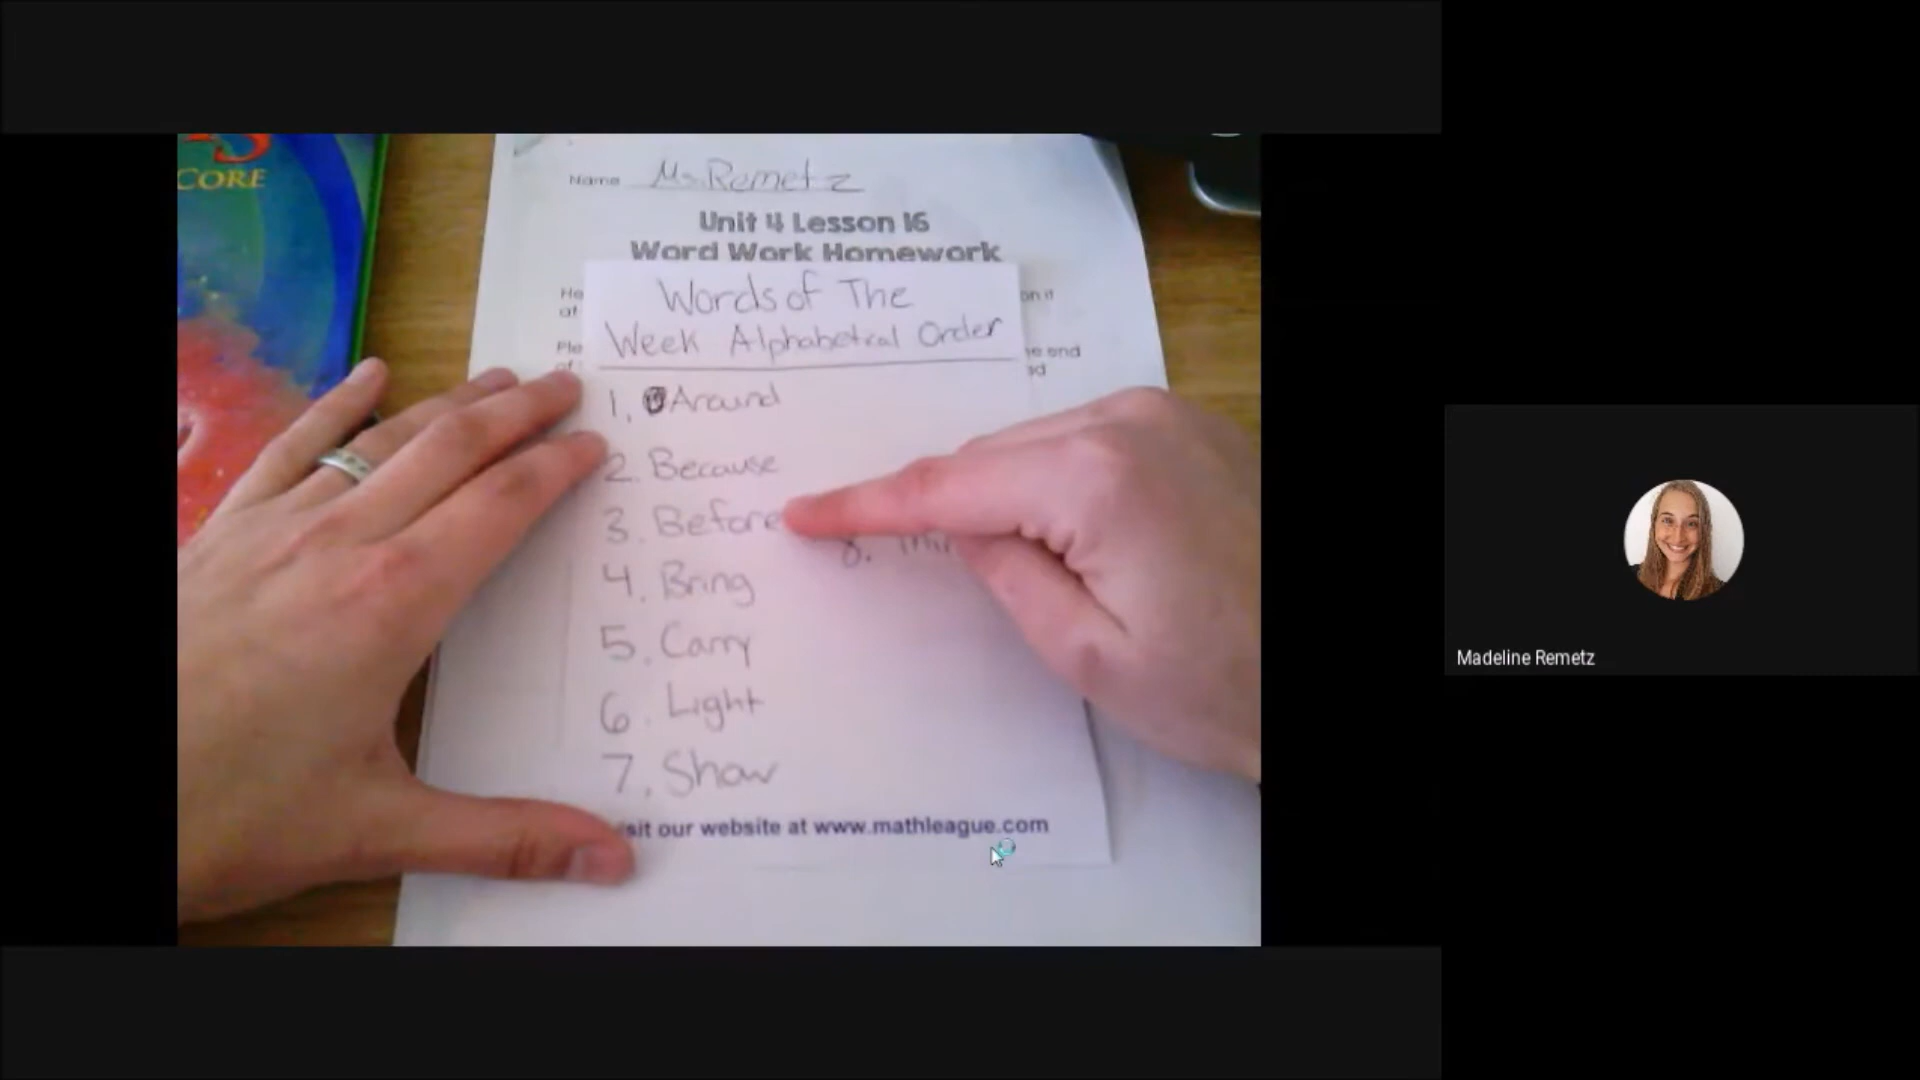 CORE
Name Ms. Remetz
Unit 4 Lesson 16
Word Work Homework
Words of The
Week Alphabetical Order
1. Around
2. Because
3. Before
4. Bring
5. Carry
6. Light
7. Show
8.
our website at www.mathleague.com
Madeline Remetz